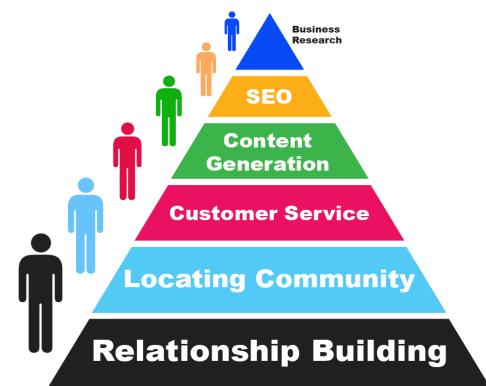 Business
Research
SEO
Content
Generation
Customer Service
Locating Community
Relationship Building